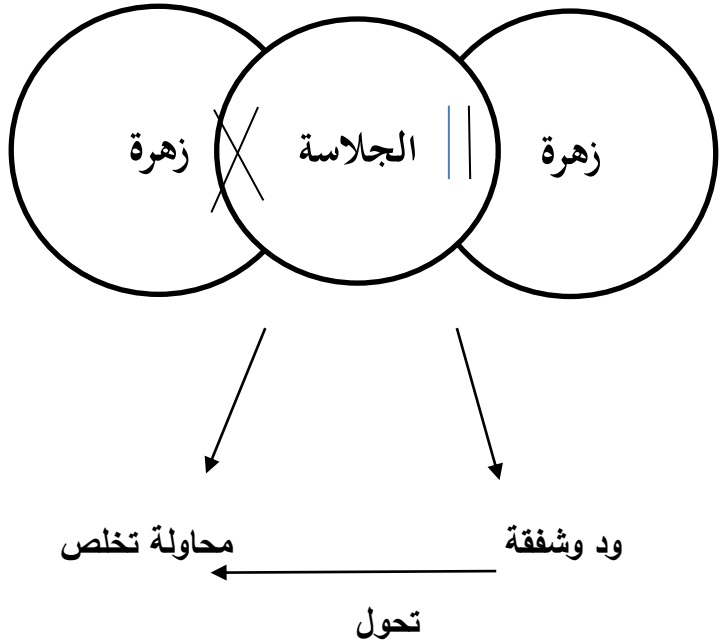 زهرة الجلاسة زهرة
ود وشفقة محاولة تخلص
تحول